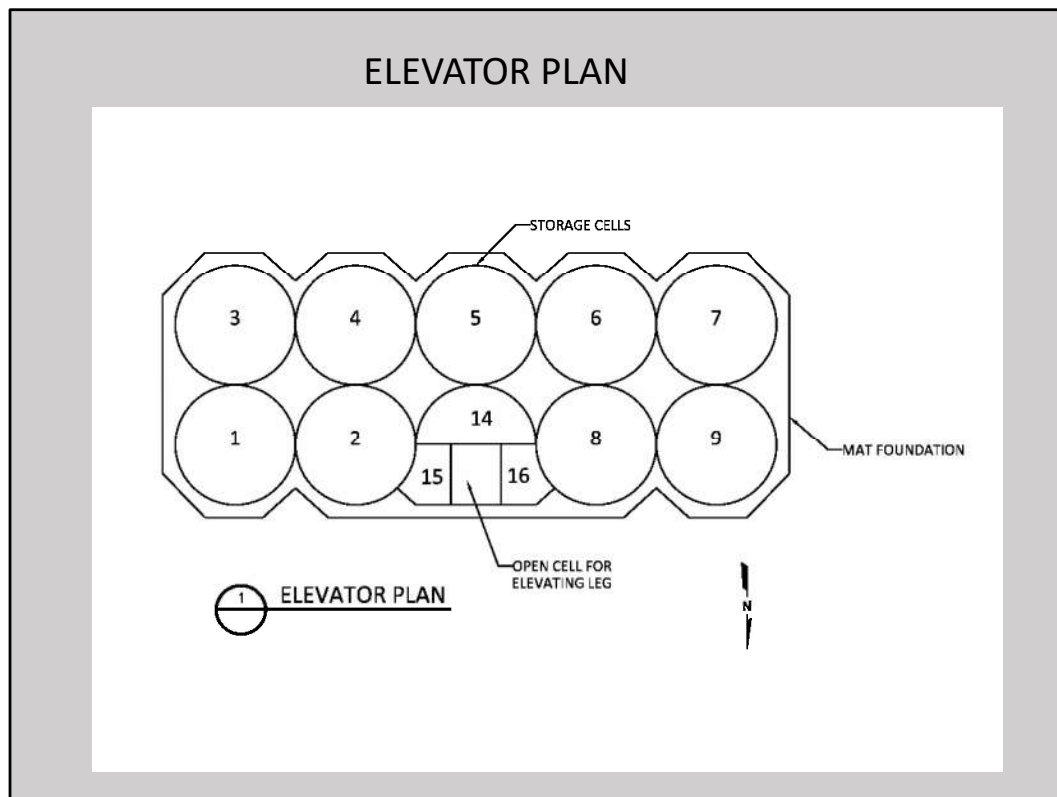 ELEVATOR PLAN
STORAGE CELLS
3 4 5 6 7
14
1 2 8 9
MAT FOUNDATION
15 16
OPEN CELL FOR
ELEVATING LEG
1 ELEVATOR PLAN
N